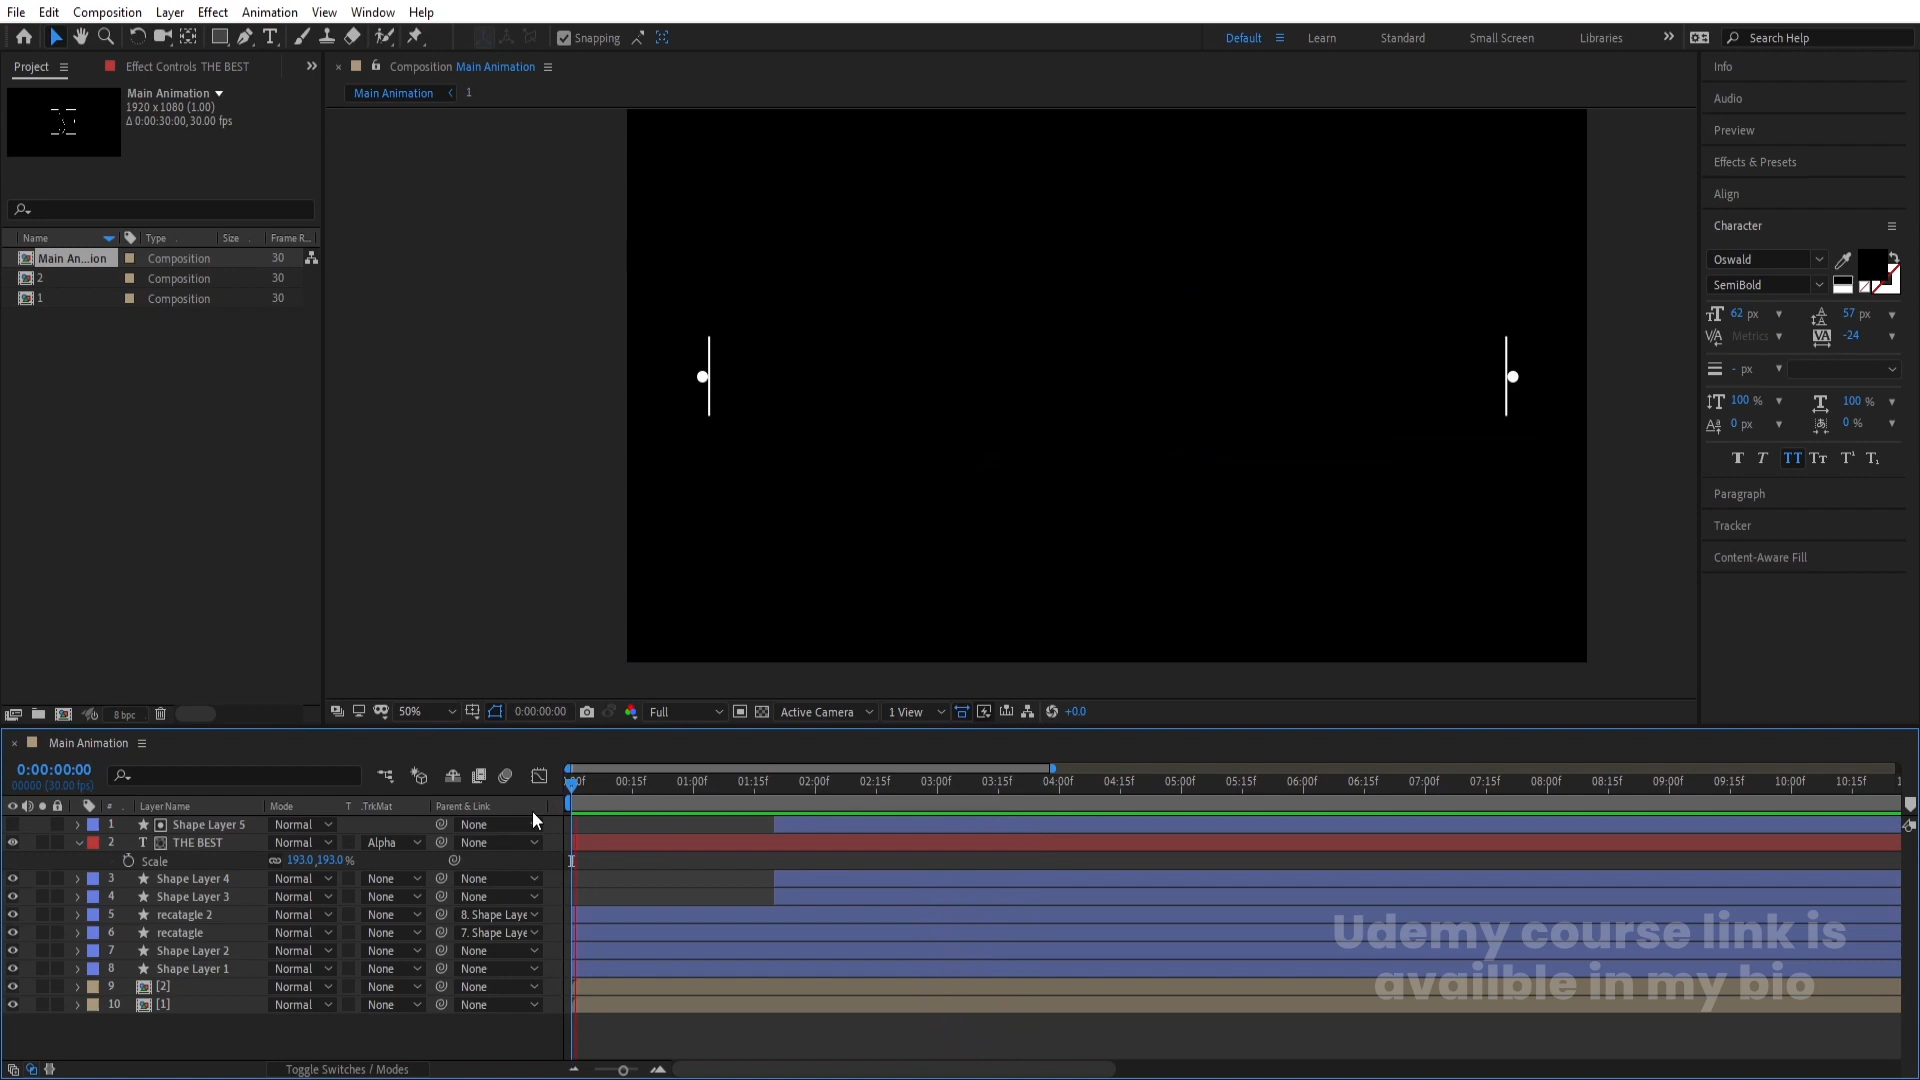 File Edit Composition Layer Effect Animation View Window Help
Snapping
Default Learn Standard Small Screen Libraries Search Help
Project Effect Controls THE BEST
Composition Main Animation
Main Animation 1
Main Animation
1920 x 1080 (1.00)
Δ 0:00:30:00, 30.00 fps
Name Type Size Frame R...
Main An...ion Composition 30
2 Composition 30
1 Composition 30
8 bpc
50% 0:00:00:00 Full Active Camera 1 View +0.0
Info
Audio
Preview
Effects & Presets
Align
Character
Oswald
SemiBold
62 px 57 px
Metrics -24
- px
100 % 100 %
0 px 0 %
T T TT Tт T¹ T₁
Paragraph
Tracker
Content-Aware Fill
Main Animation
0:00:00:00
00000 (30.00 fps)
:00f 00:15f 01:00f 01:15f 02:00f 02:15f 03:00f 03:15f 04:00f 04:15f 05:00f 05:15f 06:00f 06:15f 07:00f 07:15f 08:00f 08:15f 09:00f 09:15f 10:00f 10:15f 1
# Layer Name Mode T .TrkMat Parent & Link
1 Shape Layer 5 Normal None
2 T THE BEST Normal Alpha None
Scale 193.0,193.0%
3 Shape Layer 4 Normal None None
4 Shape Layer 3 Normal None None
5 recatagle 2 Normal None 8. Shape Laye
6 recatagle Normal None 7. Shape Laye
7 Shape Layer 2 Normal None None
8 Shape Layer 1 Normal None None
9 [2] Normal None None
10 [1] Normal None None
Toggle Switches / Modes
Udemy course link is
availble in my bio